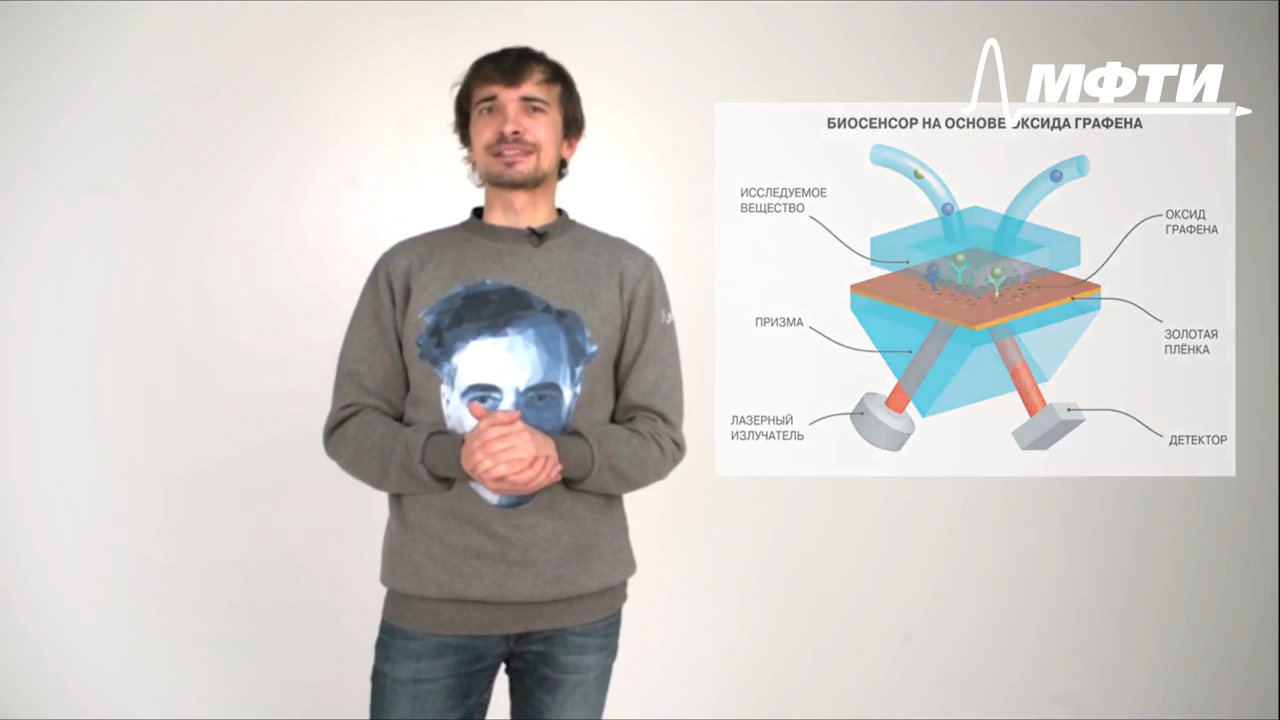 МФТИ
БИОСЕНСОР НА ОСНОВЕ ОКСИДА ГРАФЕНА
ИССЛЕДУЕМОЕ
ВЕЩЕСТВО
ОКСИД
ГРАФЕНА
ПРИЗМА
ЗОЛОТАЯ
ПЛЁНКА
ЛАЗЕРНЫЙ
ИЗЛУЧАТЕЛЬ
ДЕТЕКТОР